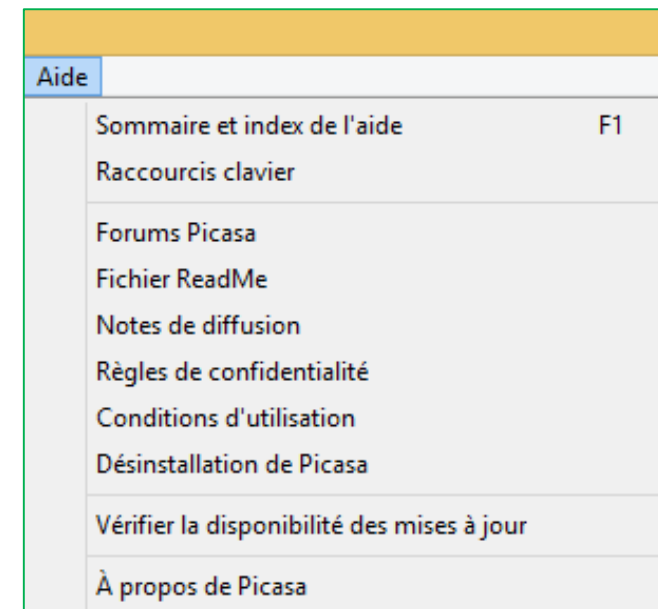 Aide
Sommaire et index de l'aide F1
Raccourcis clavier
Forums Picasa
Fichier ReadMe
Notes de diffusion
Règles de confidentialité
Conditions d'utilisation
Désinstallation de Picasa
Vérifier la disponibilité des mises à jour
À propos de Picasa